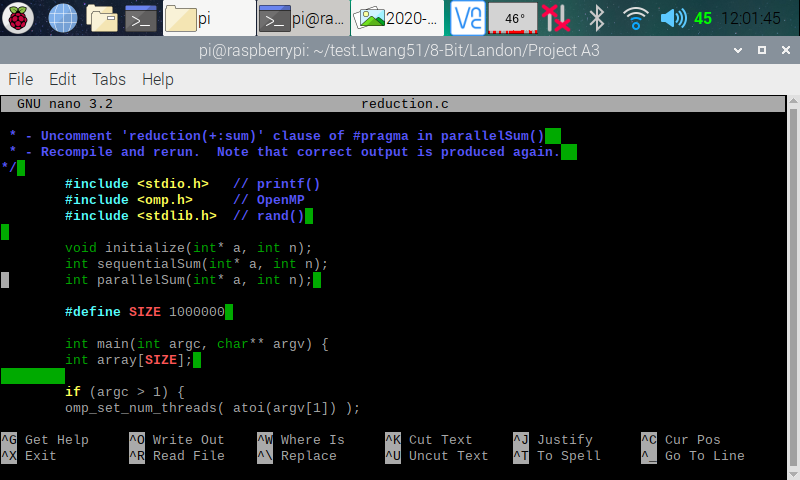 pi
pi@ra...
2020-...
46°
45
12:01:45
pi@raspberrypi: ~/test.Lwang51/8-Bit/Landon/Project A3
File Edit Tabs Help
GNU nano 3.2 reduction.c
* - Uncomment 'reduction(+:sum)' clause of #pragma in parallelSum()
* - Recompile and rerun.  Note that correct output is produced again.
*/
#include <stdio.h>   // printf()
#include <omp.h>     // OpenMP
#include <stdlib.h>  // rand()
void initialize(int* a, int n);
int sequentialSum(int* a, int n);
int parallelSum(int* a, int n);
#define SIZE 1000000
int main(int argc, char** argv) {
int array[SIZE];
if (argc > 1) {
omp_set_num_threads( atoi(argv[1]) );
^G Get Help ^O Write Out ^W Where Is ^K Cut Text ^J Justify ^C Cur Pos
^X Exit ^R Read File ^\ Replace ^U Uncut Text ^T To Spell ^_ Go To Line